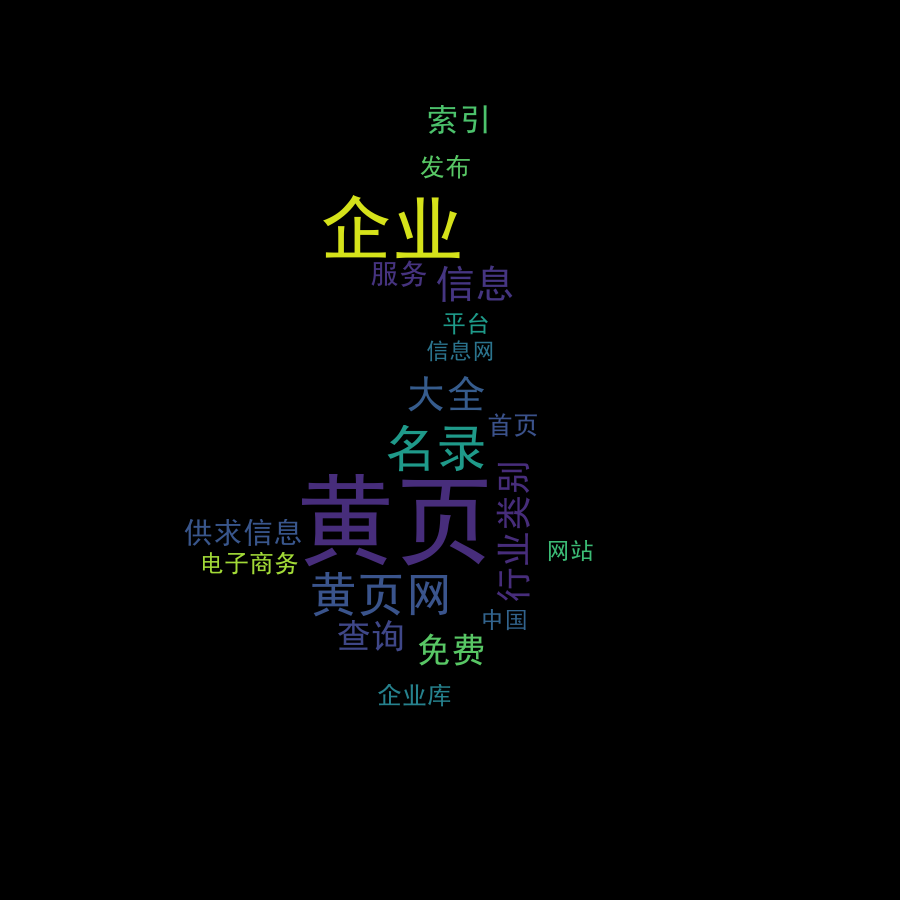 索引
发布
企业
服务
信息
平台
信息网
大全
首页
名录
黄页
行业类别
供求信息
网站
电子商务
黄页网
中国
查询
免费
企业库